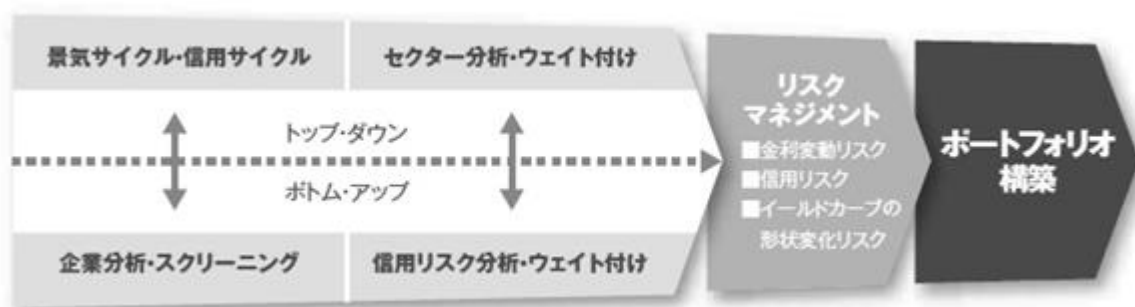 景気サイクル・信用サイクル
セクター分析・ウェイト付け
トップ・ダウン
ボトム・アップ
企業分析・スクリーニング
信用リスク分析・ウェイト付け
リスク
マネジメント
■金利変動リスク
■信用リスク
■イールドカーブの
形状変化リスク
ポートフォリオ
構築